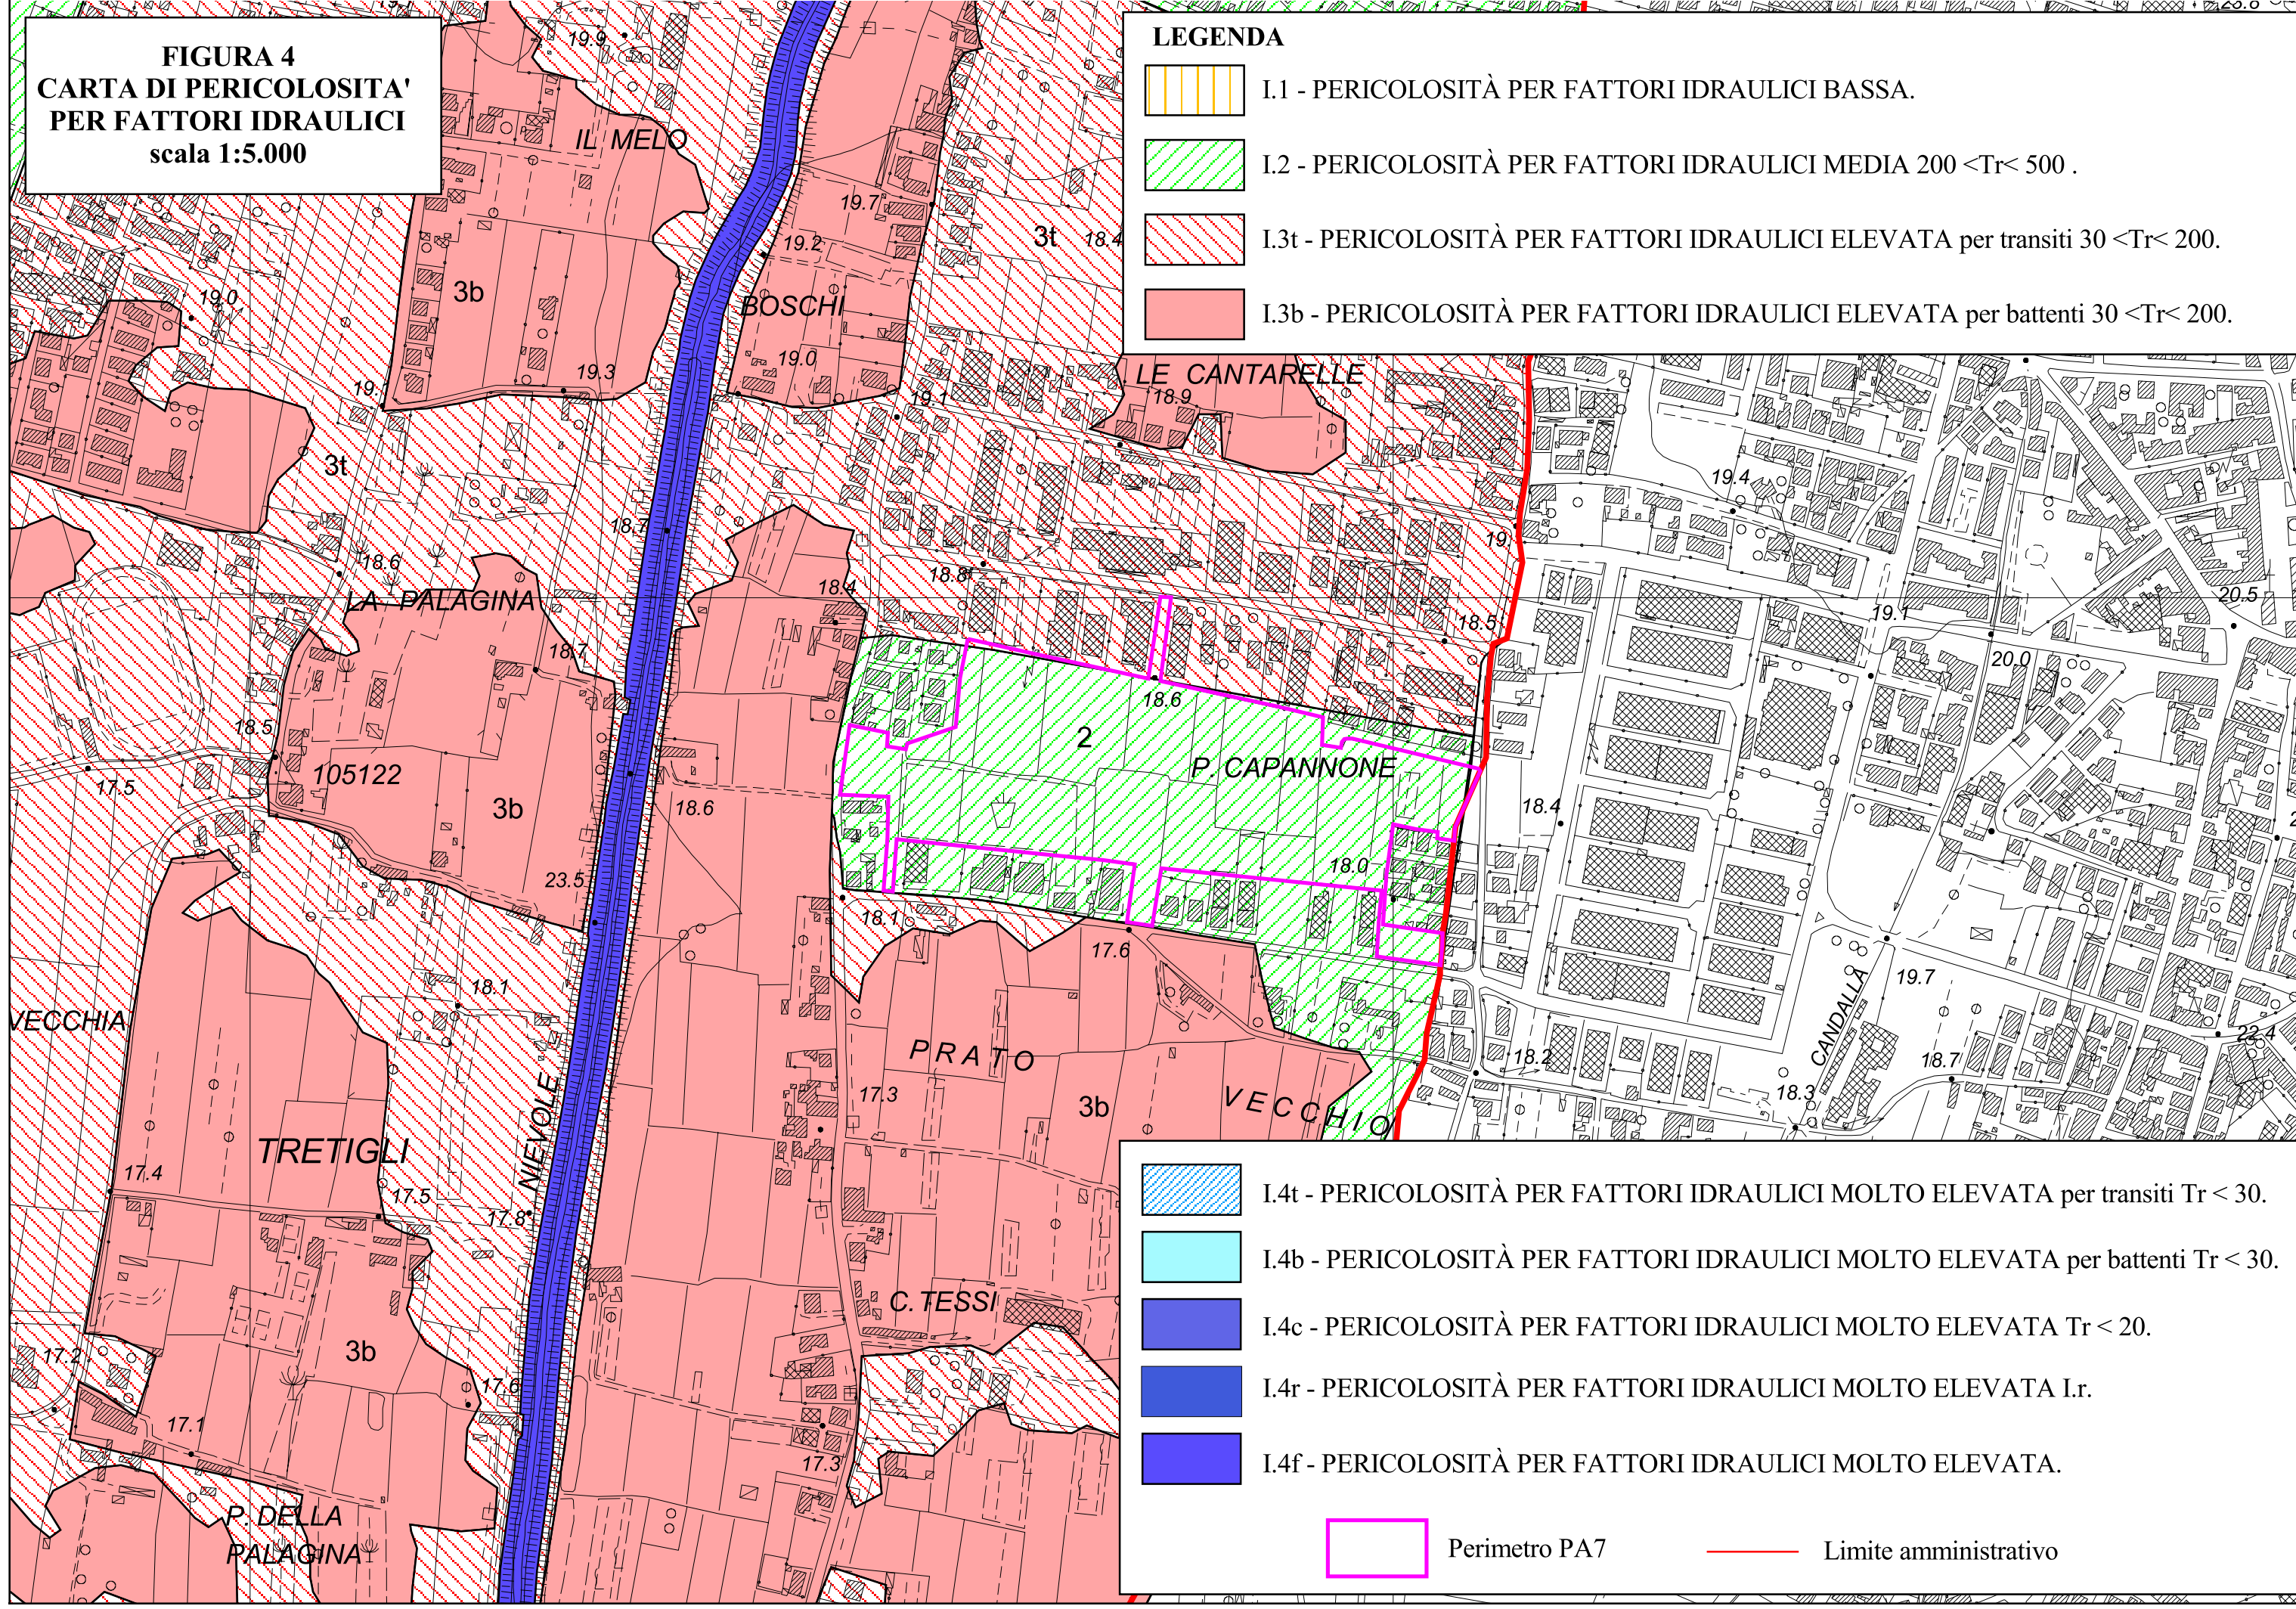 FIGURA 4
CARTA DI PERICOLOSITA'
PER FATTORI IDRAULICI
scala 1:5.000
LEGENDA
I.1 - PERICOLOSITÀ PER FATTORI IDRAULICI BASSA.
I.2 - PERICOLOSITÀ PER FATTORI IDRAULICI MEDIA 200 <Tr< 500 .
I.3t - PERICOLOSITÀ PER FATTORI IDRAULICI ELEVATA per transiti 30 <Tr< 200.
I.3b - PERICOLOSITÀ PER FATTORI IDRAULICI ELEVATA per battenti 30 <Tr< 200.
19.9
IL MELO
19.7
3t
18.4
19.2
3b
19.0
BOSCHI
19.0
19.3
LE CANTARELLE
18.9
19.1
3t
19.4
18.7
18.6
18.8
18.4
LA PALAGINA
19.1
20.5
18.5
18.7
20.0
18.6
18.5
2
P. CAPANNONE
105122
17.5
3b
18.6
18.4
18.0
23.5
18.1
17.6
19.7
18.1
VECCHIA
CANDALLA
22.4
PRATO
18.2
18.7
17.3
3b
VECCHIO
18.3
NIEVOLE
TRETIGLI
17.4
17.5
17.8
C. TESSI
3b
17.2
17.6
17.1
17.3
P. DELLA
PALAGINA
I.4t - PERICOLOSITÀ PER FATTORI IDRAULICI MOLTO ELEVATA per transiti Tr < 30.
I.4b - PERICOLOSITÀ PER FATTORI IDRAULICI MOLTO ELEVATA per battenti Tr < 30.
I.4c - PERICOLOSITÀ PER FATTORI IDRAULICI MOLTO ELEVATA Tr < 20.
I.4r - PERICOLOSITÀ PER FATTORI IDRAULICI MOLTO ELEVATA I.r.
I.4f - PERICOLOSITÀ PER FATTORI IDRAULICI MOLTO ELEVATA.
Perimetro PA7
Limite amministrativo